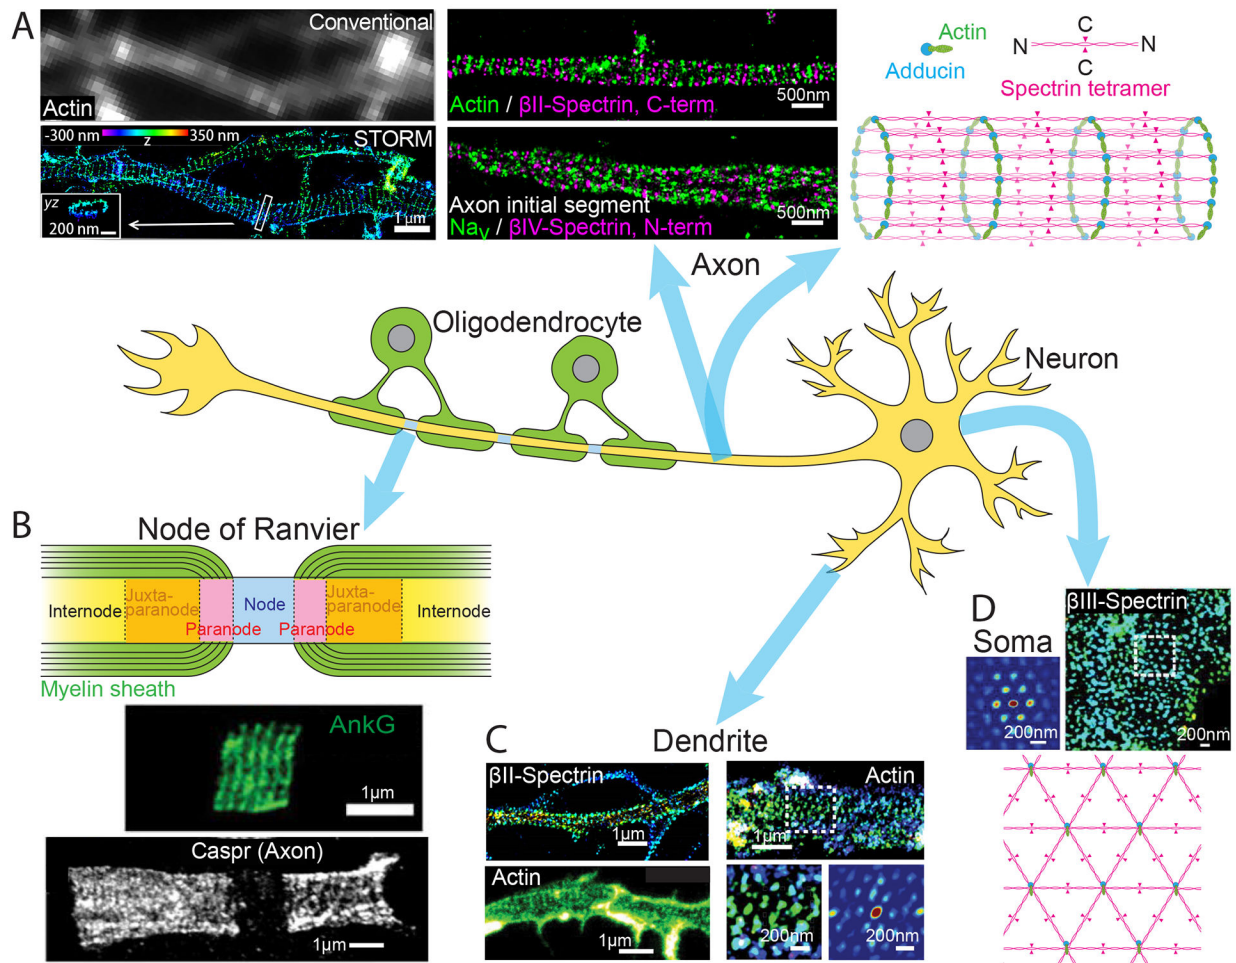 A
Conventional
Actin
-300 nm
z
350 nm
STORM
yz
200 nm
1 µm
Actin / βII-Spectrin, C-term
500nm
Axon initial segment
Naᵥ / βIV-Spectrin, N-term
500nm
Actin
Adducin
N
C
N
C
Spectrin tetramer
Axon
Oligodendrocyte
Neuron
B
Node of Ranvier
Internode
Juxta-
paranode
Paranode
Node
Paranode
Juxta-
paranode
Internode
Myelin sheath
AnkG
1µm
Caspr (Axon)
1µm
C
Dendrite
βII-Spectrin
1µm
Actin
1µm
Actin
1µm
200nm
200nm
D
Soma
200nm
βIII-Spectrin
200nm